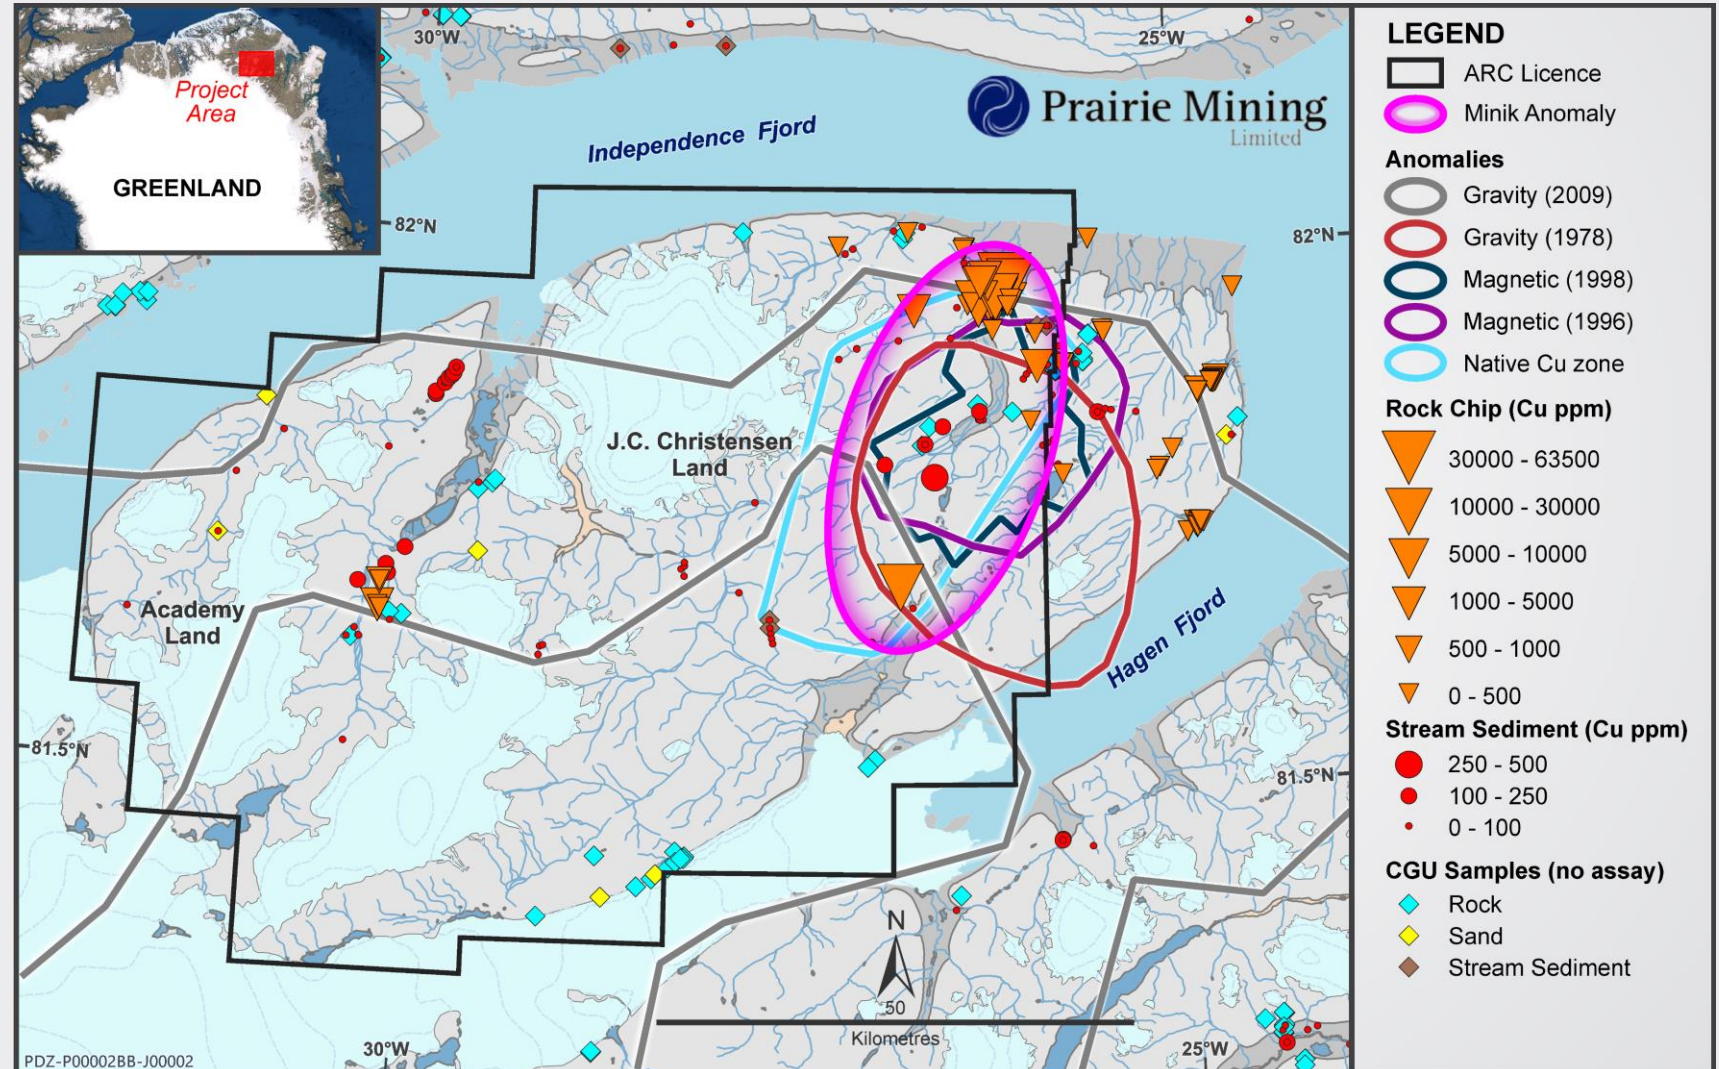 30°W
25°W
Project
Area
GREENLAND
Independence Fjord
Prairie Mining
Limited
82°N
82°N
J.C. Christensen
Land
Academy
Land
Hagen Fjord
81.5°N
81.5°N
N
50
Kilometres
30°W
25°W
PDZ-P00002BB-J00002
LEGEND
ARC Licence
Minik Anomaly
Anomalies
Gravity (2009)
Gravity (1978)
Magnetic (1998)
Magnetic (1996)
Native Cu zone
Rock Chip (Cu ppm)
30000 - 63500
10000 - 30000
5000 - 10000
1000 - 5000
500 - 1000
0 - 500
Stream Sediment (Cu ppm)
250 - 500
100 - 250
0 - 100
CGU Samples (no assay)
Rock
Sand
Stream Sediment